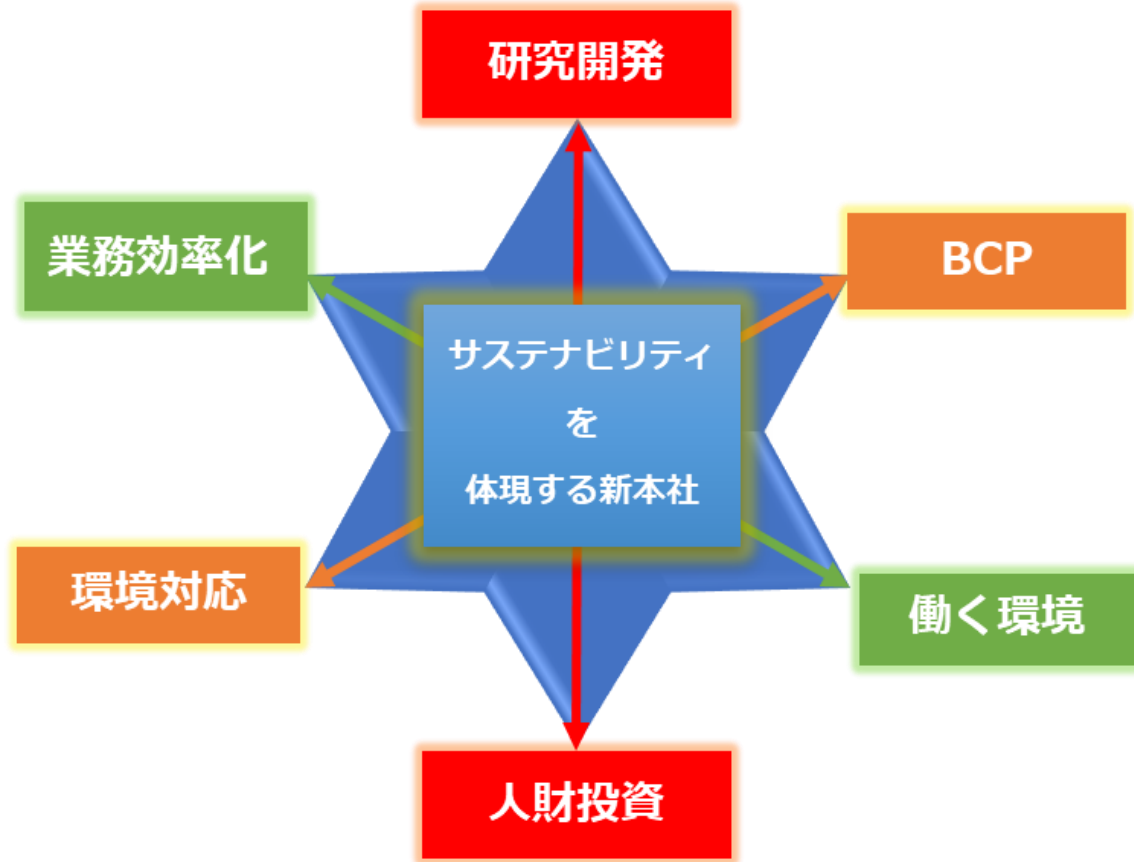 研究開発
業務効率化
BCP
サステナビリティ
を
体現する新本社
環境対応
働く環境
人財投資